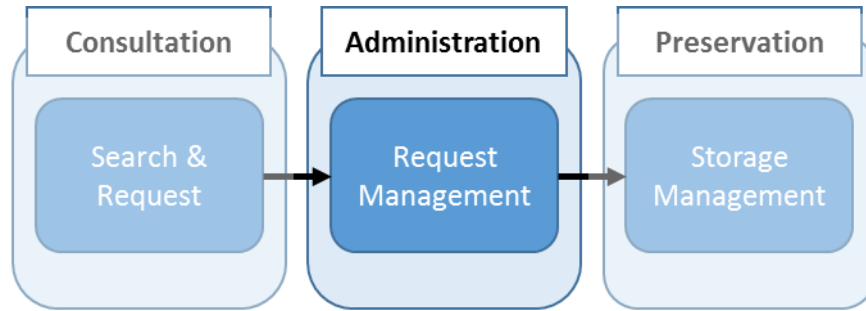 Consultation
Administration
Preservation
Search &
Request
Request
Management
Storage
Management